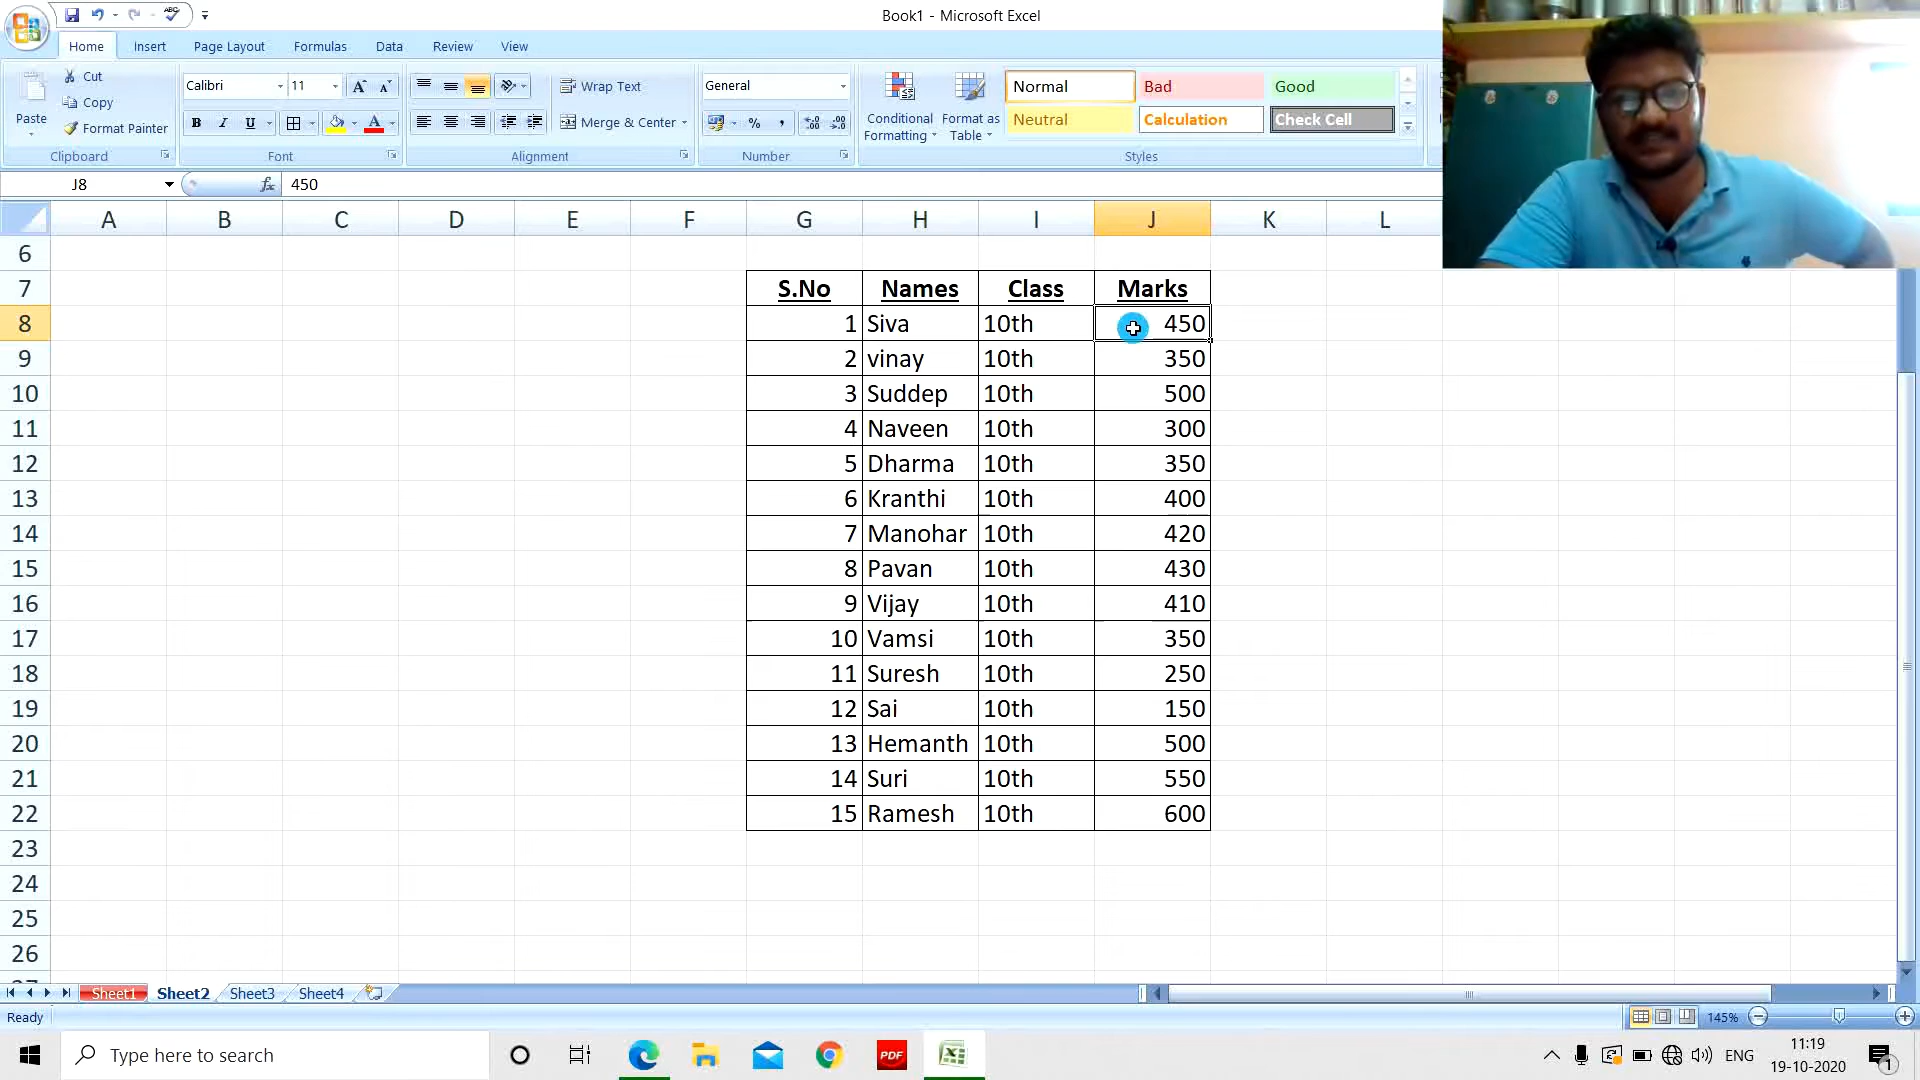 ABC
Book1 - Microsoft Excel
Home Insert Page Layout Formulas Data Review View
Paste
Cut
Copy
Format Painter
Clipboard
Calibri 11
B I U
Font
Wrap Text
Merge & Center
Alignment
General
% ,
Number
Conditional Formatting
Format as Table
Normal Bad Good
Neutral Calculation Check Cell
Styles
J8 fx 450
A B C D E F G H I J K L
6
7 S.No Names Class Marks
8 1 Siva 10th 450
9 2 vinay 10th 350
10 3 Suddep 10th 500
11 4 Naveen 10th 300
12 5 Dharma 10th 350
13 6 Kranthi 10th 400
14 7 Manohar 10th 420
15 8 Pavan 10th 430
16 9 Vijay 10th 410
17 10 Vamsi 10th 350
18 11 Suresh 10th 250
19 12 Sai 10th 150
20 13 Hemanth 10th 500
21 14 Suri 10th 550
22 15 Ramesh 10th 600
23
24
25
26
27
Sheet1 Sheet2 Sheet3 Sheet4
Ready 145%
Type here to search PDF ENG 11:19
19-10-2020 1